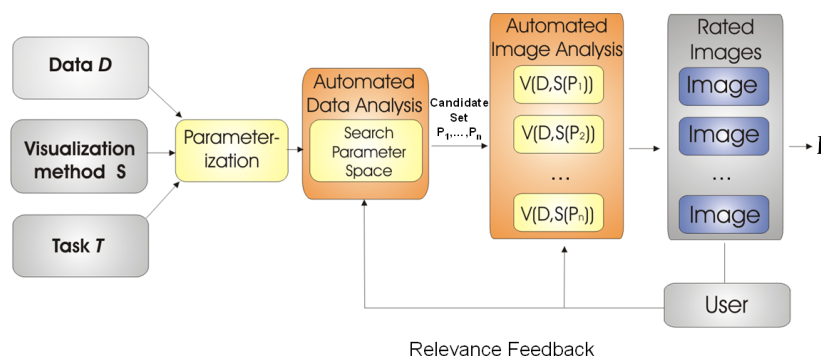 Data D
Visualization
method S
Task T
Parameter-
ization
Automated
Data Analysis
Search
Parameter
Space
Candidate
Set
P1,...,Pn
Automated
Image Analysis
V(D,S(P1))
V(D,S(P2))
...
V(D,S(Pn))
Rated
Images
Image
Image
...
Image
User
Relevance Feedback